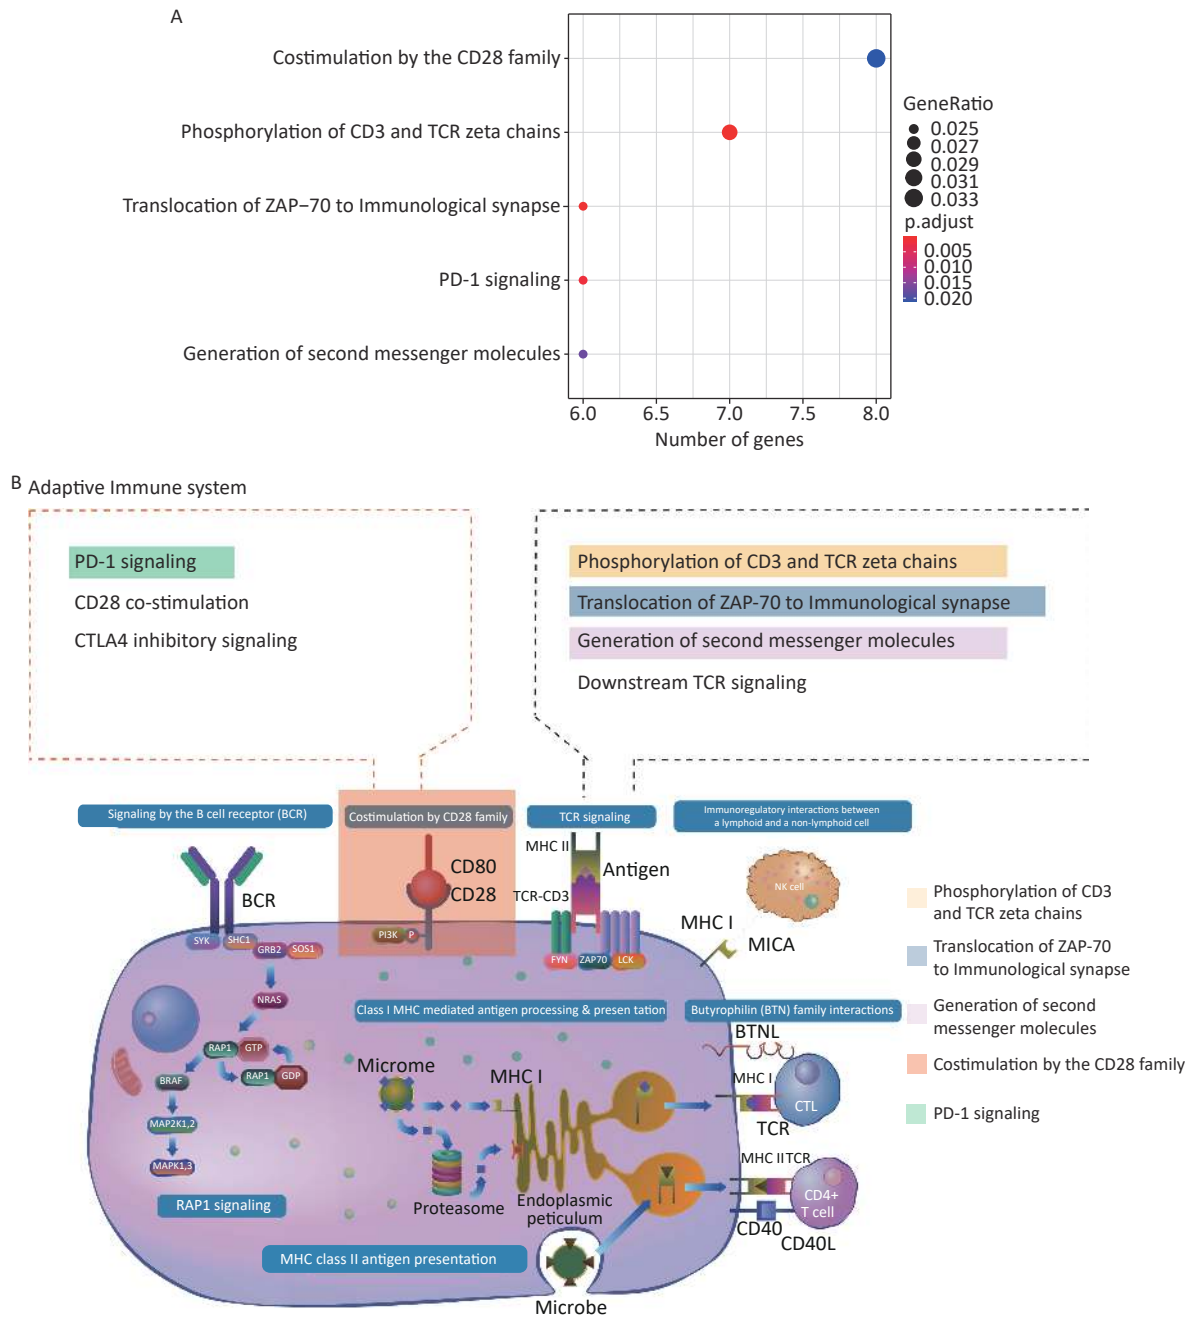 A
Costimulation by the CD28 family
Phosphorylation of CD3 and TCR zeta chains
Translocation of ZAP−70 to Immunological synapse
PD-1 signaling
Generation of second messenger molecules
6.0 6.5 7.0 7.5 8.0
Number of genes
GeneRatio
0.025
0.027
0.029
0.031
0.033
p.adjust
0.005
0.010
0.015
0.020
B Adaptive Immune system
PD-1 signaling
CD28 co-stimulation
CTLA4 inhibitory signaling
Phosphorylation of CD3 and TCR zeta chains
Translocation of ZAP-70 to Immunological synapse
Generation of second messenger molecules
Downstream TCR signaling
Signaling by the B cell receptor (BCR)
Costimulation by CD28 family
TCR signaling
Immunoregulatory interactions between
a lymphoid and a non-lymphoid cell
BCR
SYK
SHC1
GRB2
SOS1
NRAS
RAP1
GTP
RAP1
GDP
BRAF
MAP2K1,2
MAPK1,3
RAP1 signaling
CD80
CD28
PI3K
P
MHC II
Antigen
TCR-CD3
FYN
ZAP70
LCK
NK cell
MHC I
MICA
Class I MHC mediated antigen processing & presen tation
Butyrophilin (BTN) family interactions
Microme
MHC I
Proteasome
Endoplasmic
peticulum
MHC class II antigen presentation
Microbe
BTNL
MHC I
CTL
TCR
MHC II TCR
CD4+
T cell
CD40
CD40L
Phosphorylation of CD3
and TCR zeta chains
Translocation of ZAP-70
to Immunological synapse
Generation of second
messenger molecules
Costimulation by the CD28 family
PD-1 signaling